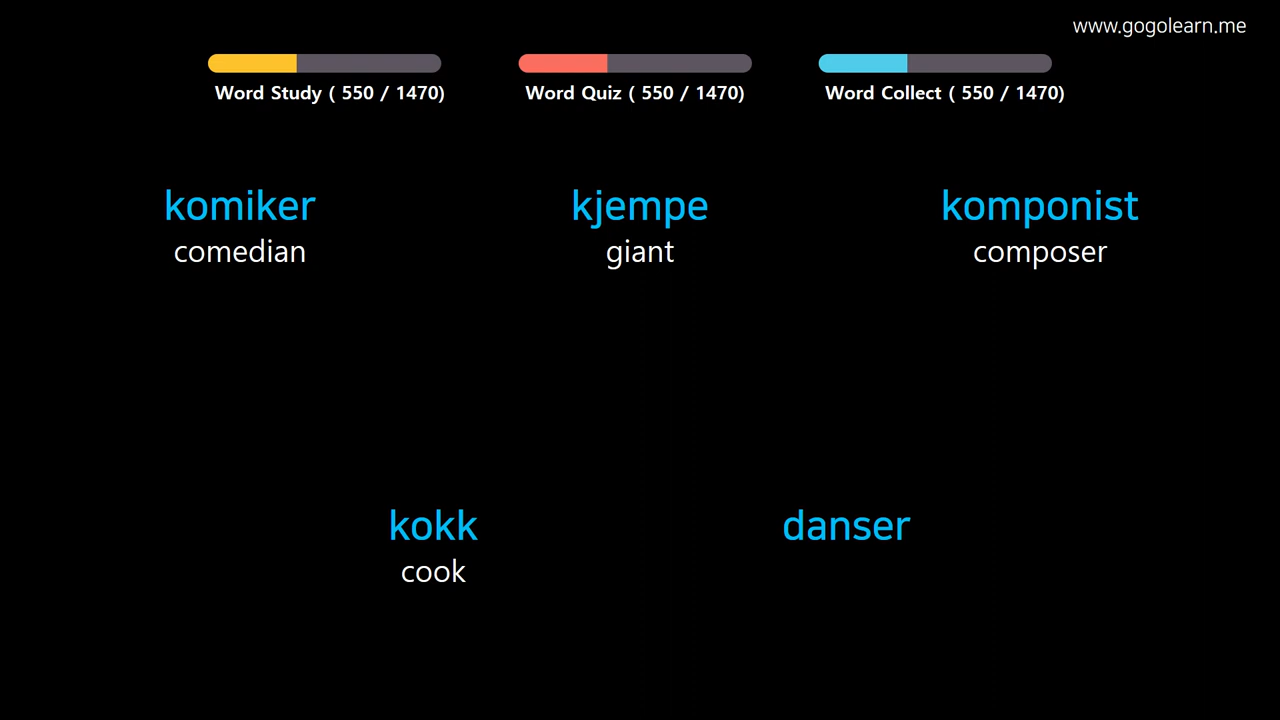 www.gogolearn.me
Word Study ( 550 / 1470)
Word Quiz ( 550 / 1470)
Word Collect ( 550 / 1470)
komiker
comedian
kjempe
giant
komponist
composer
kokk
cook
danser